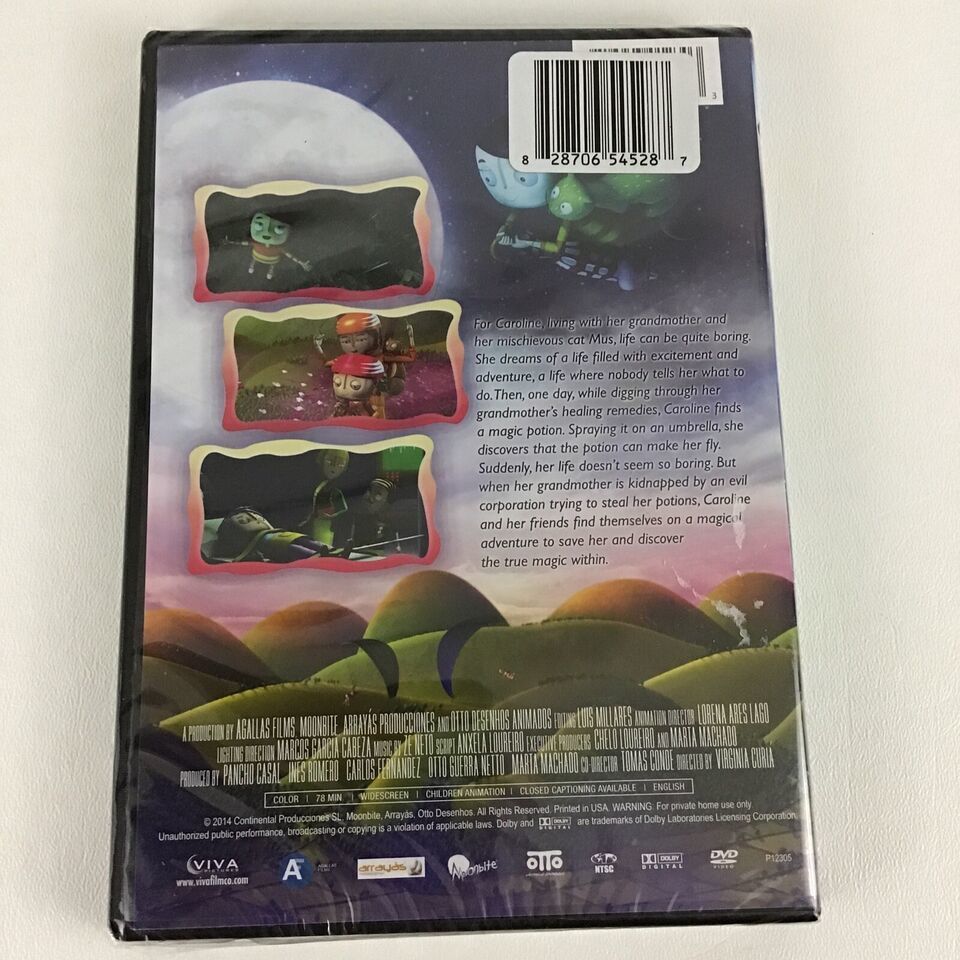 3
8 28706 54528 7
For Caroline, living with her grandmother and
her mischievous cat Mus, life can be quite boring.
She dreams of a life filled with excitement and
adventure, a life where nobody tells her what to
do. Then, one day, while digging through her
grandmother's healing remedies, Caroline finds
a magic potion. Spraying it on an umbrella, she
discovers that the potion can make her fly.
Suddenly, her life doesn't seem so boring. But
when her grandmother is kidnapped by an evil
corporation trying to steal her potions, Caroline
and her friends find themselves on a magical
adventure to save her and discover
the true magic within.
A PRODUCTION BY AGALLAS FILMS MOONBITE ARRAYÁS PRODUCCIONES AND OTTO DESENHOS ANIMADOS EDITING LUIS MILLARES ANIMATION DIRECTOR LORENA ARES LAGO
LIGHTING DIRECTION MARCOS GARCIA CABEZA MUSIC BY ZE NETO SCRIPT ANXELA LOUREIRO EXECUTIVE PRODUCERS CHELO LOUREIRO AND MARTA MACHADO
PRODUCED BY PANCHO CASAL INES ROMERO CARLOS FERNANDEZ OTTO GUERRA NETTO MARTA MACHADO CO-DIRECTOR TOMAS CONDE DIRECTED BY VIRGINIA CURIA
COLOR | 78 MIN. | WIDESCREEN | CHILDREN ANIMATION | CLOSED CAPTIONING AVAILABLE | ENGLISH
© 2014 Continental Producciones SL, Moonbite, Arrayás, Otto Desenhos. All Rights Reserved. Printed in USA. WARNING: For private home use only.
Unauthorized public performance, broadcasting or copying is a violation of applicable laws. Dolby and DOLBY DIGITAL are trademarks of Dolby Laboratories Licensing Corporation.
VIVA PICTURES
www.vivafilmco.com
AF AGALLAS FILMS
arrayás
Moonbite
OTTO
NTSC
DOLBY DIGITAL
DVD VIDEO
P12305